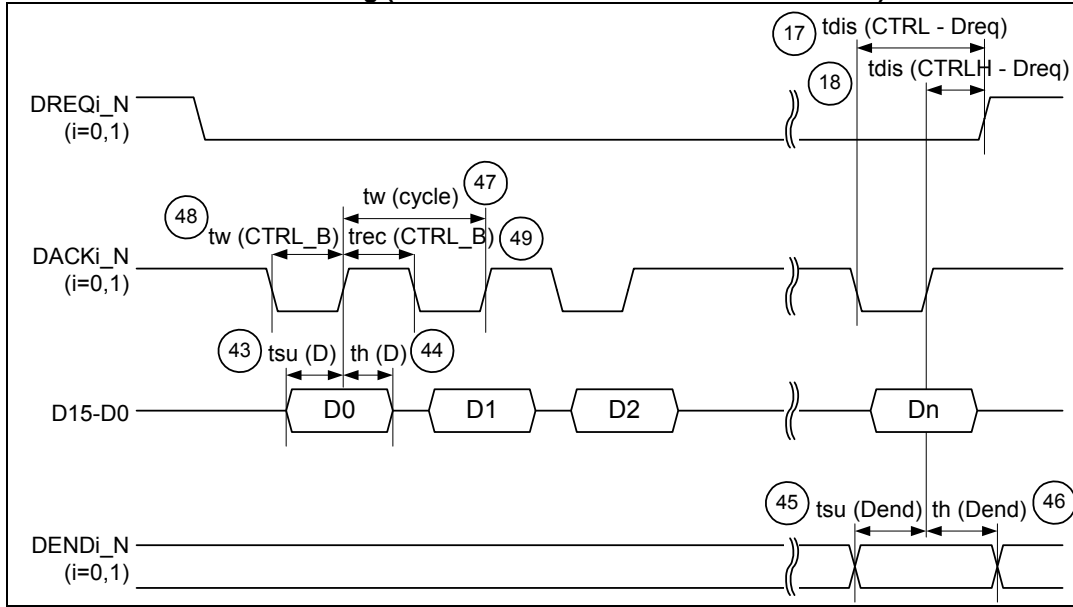 17 tdis (CTRL - Dreq)
18 tdis (CTRLH - Dreq)
DREQi_N
(i=0,1)
tw (cycle) 47
48 tw (CTRL_B) trec (CTRL_B) 49
DACKi_N
(i=0,1)
43 tsu (D) th (D) 44
D15-D0 D0 D1 D2 Dn
45 tsu (Dend) th (Dend) 46
DENDi_N
(i=0,1)